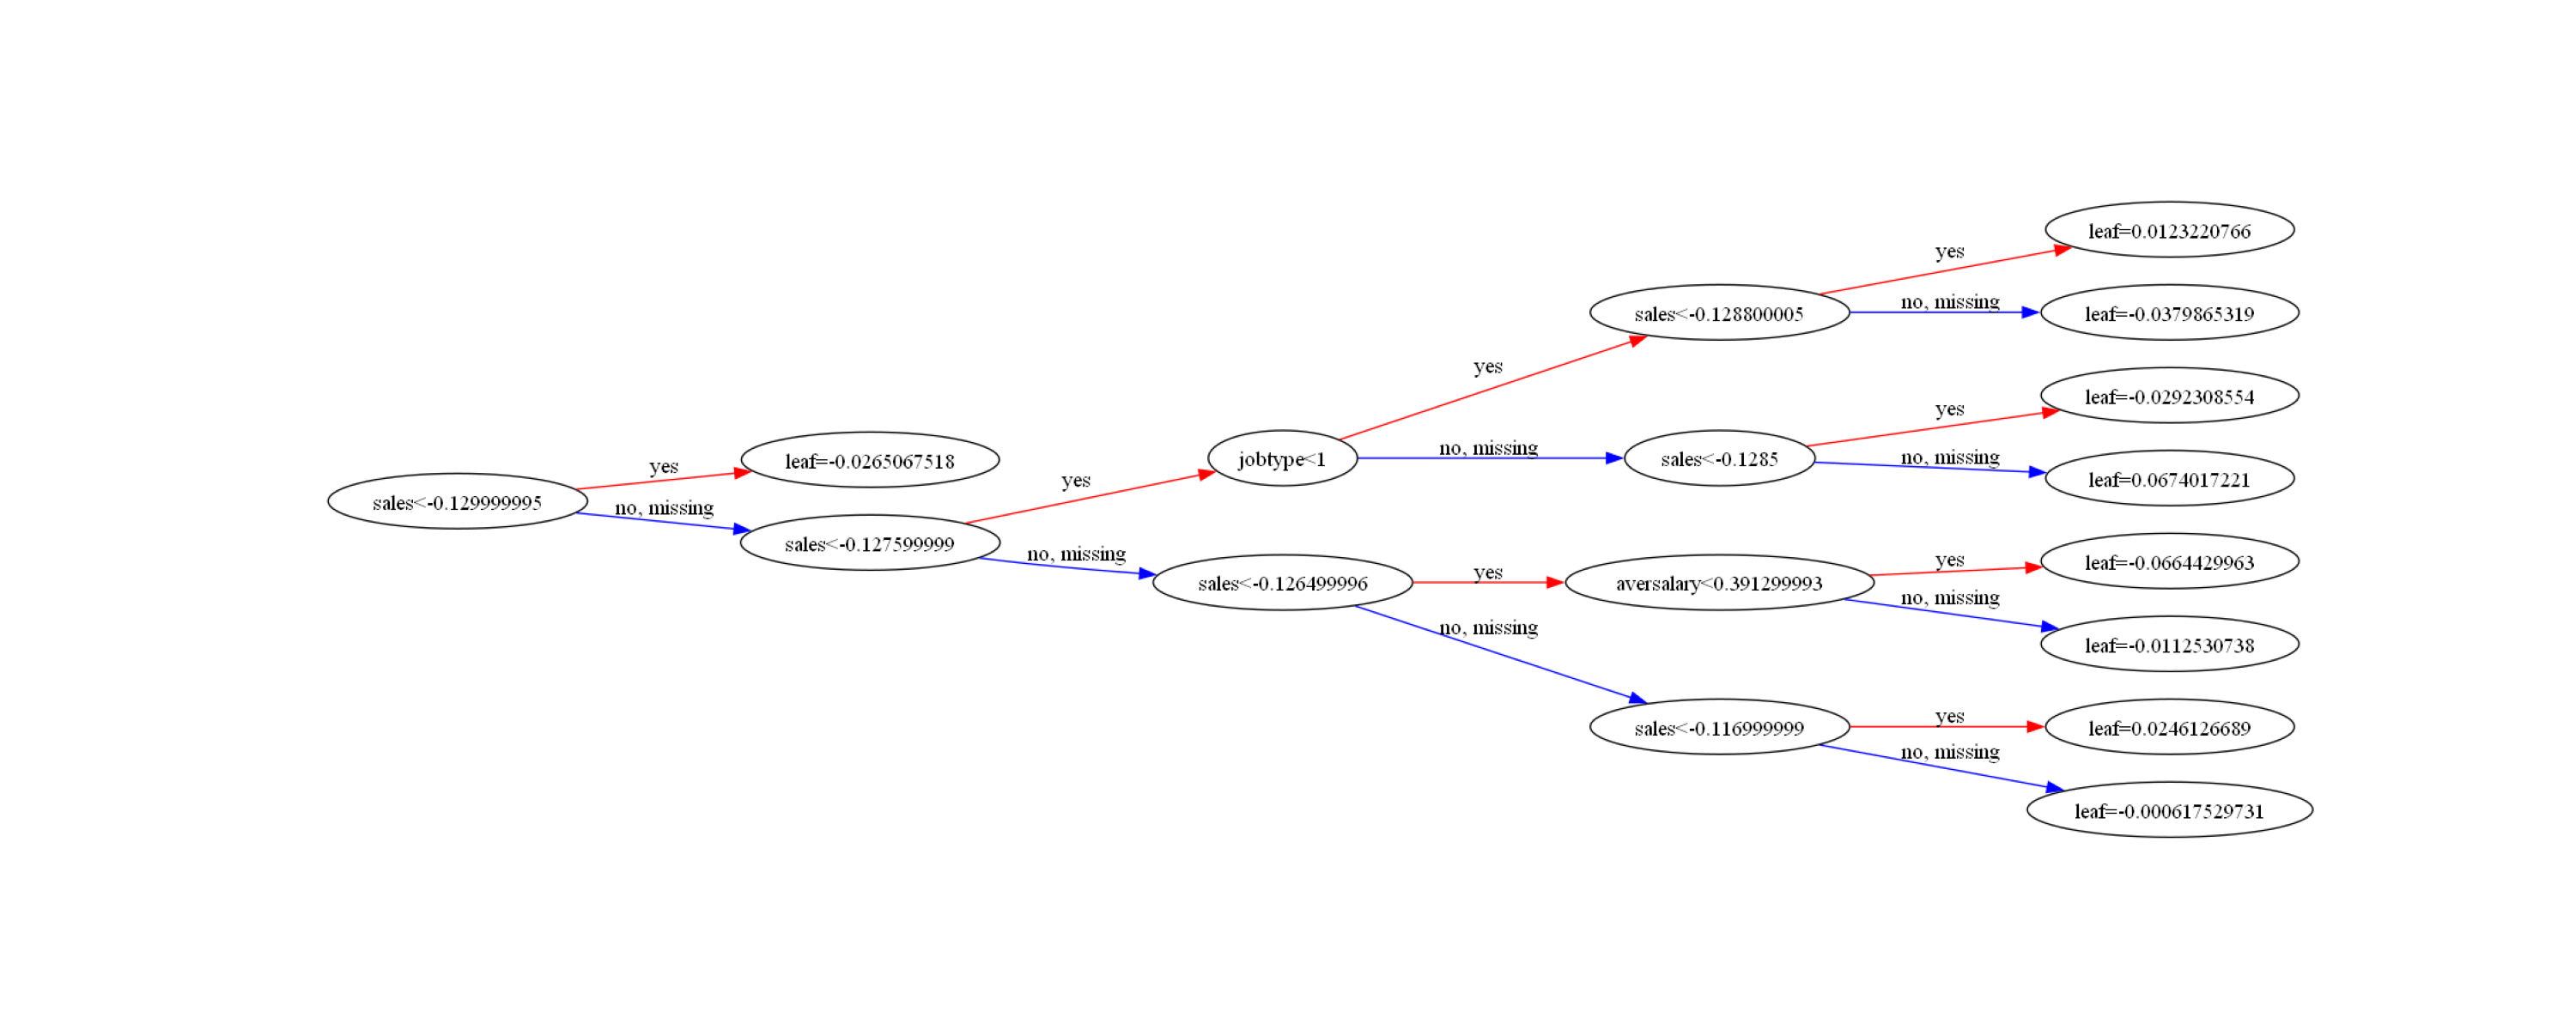 leaf=0.0123220766
yes
sales<-0.128800005
no, missing
leaf=-0.0379865319
yes
yes
leaf=-0.0292308554
jobtype<1
no, missing
sales<-0.1285
no, missing
leaf=0.0674017221
yes
leaf=-0.0265067518
yes
sales<-0.129999995
no, missing
sales<-0.127599999
no, missing
sales<-0.126499996
yes
aversalary<0.391299993
yes
leaf=-0.0664429963
no, missing
leaf=-0.0112530738
no, missing
sales<-0.116999999
yes
leaf=0.0246126689
no, missing
leaf=-0.000617529731